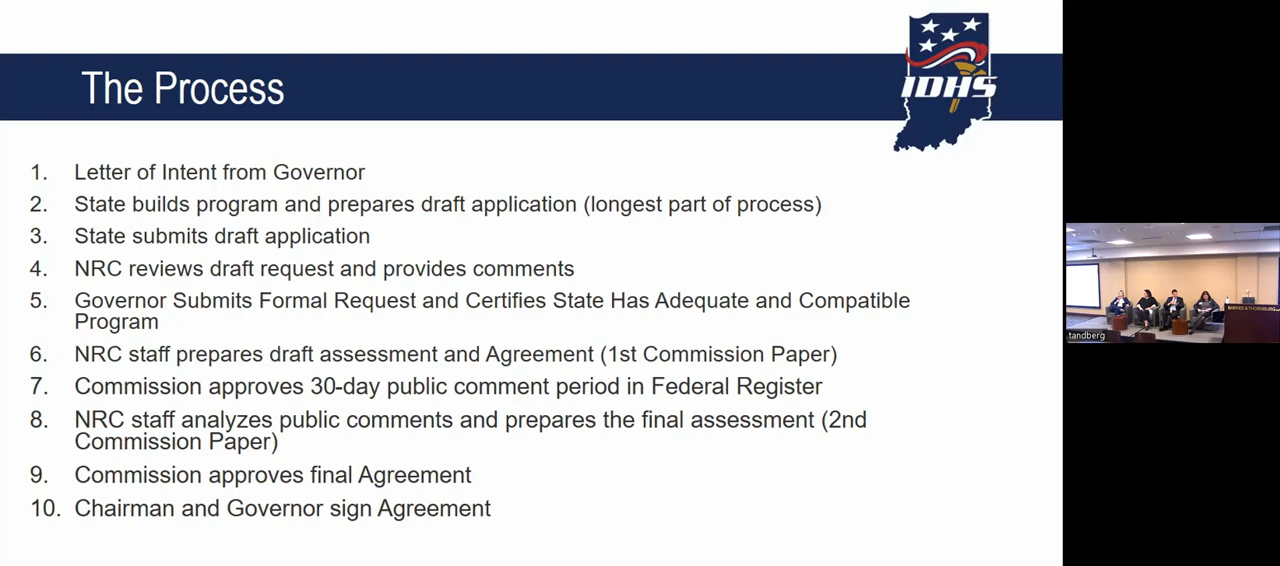 The Process
IDHS
1. Letter of Intent from Governor
2. State builds program and prepares draft application (longest part of process)
3. State submits draft application
4. NRC reviews draft request and provides comments
5. Governor Submits Formal Request and Certifies State Has Adequate and Compatible
Program
6. NRC staff prepares draft assessment and Agreement (1st Commission Paper)
7. Commission approves 30-day public comment period in Federal Register
8. NRC staff analyzes public comments and prepares the final assessment (2nd
Commission Paper)
9. Commission approves final Agreement
10. Chairman and Governor sign Agreement
BARNES & THORNBURG
tandberg